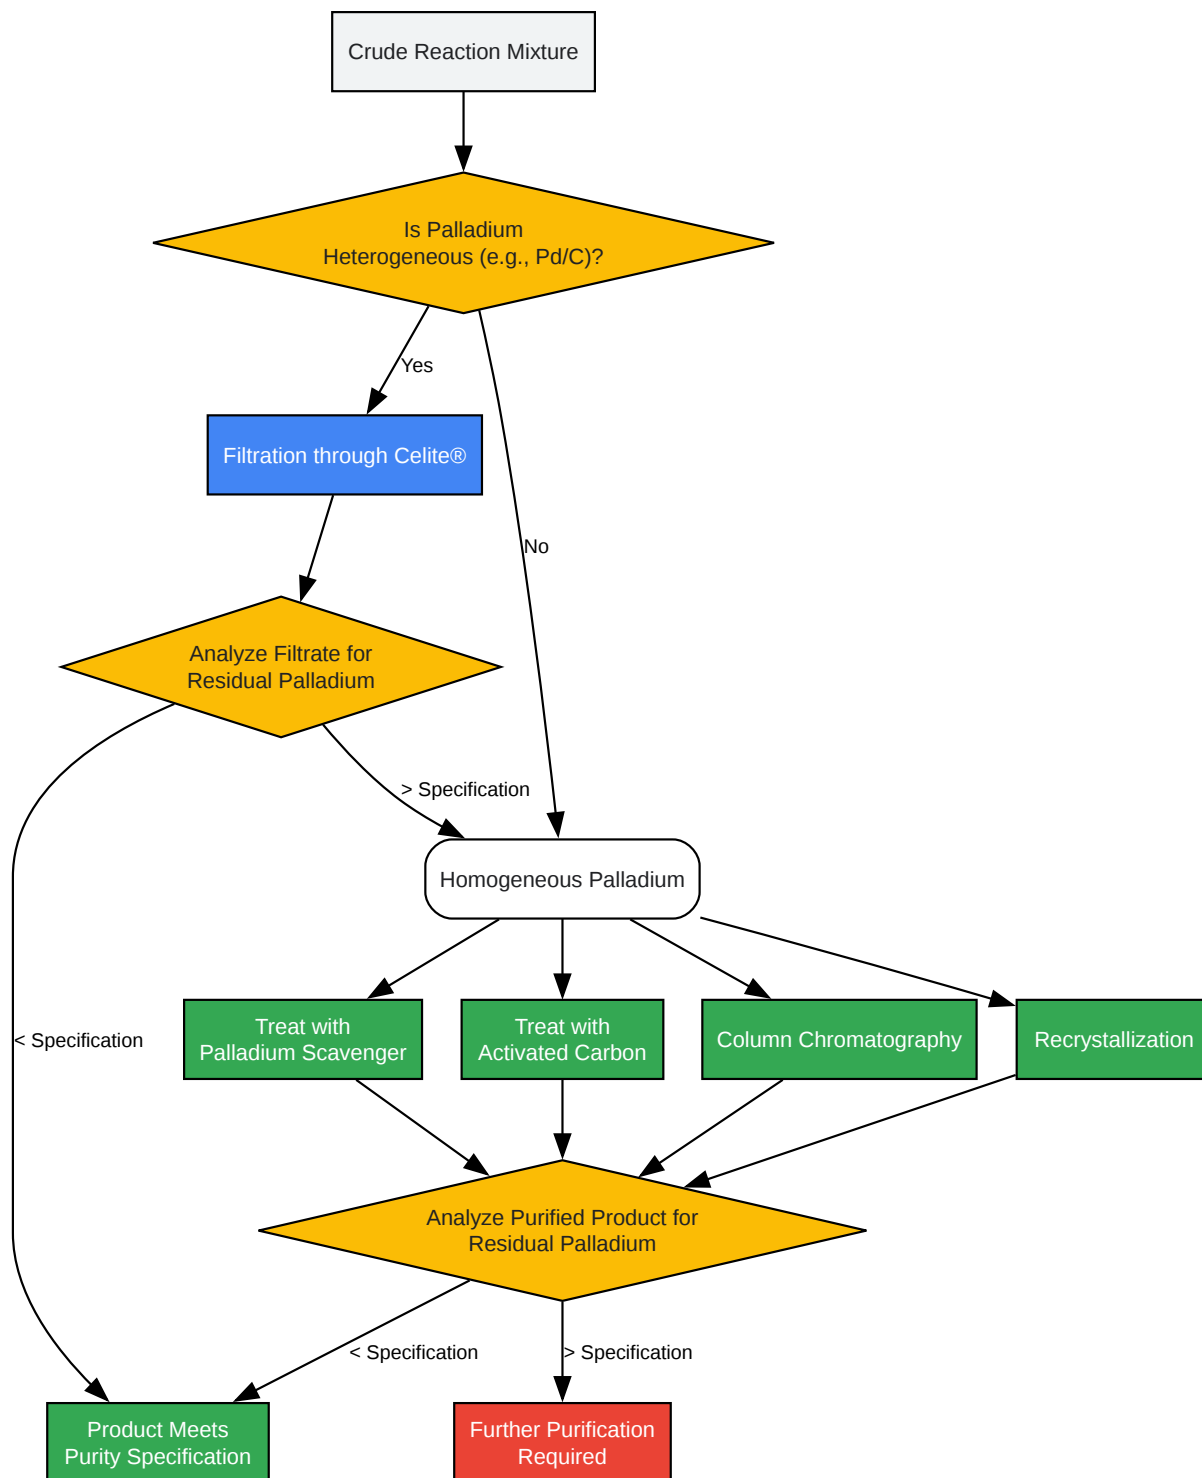 Crude Reaction Mixture
Is Palladium
Heterogeneous (e.g., Pd/C)?
Yes
Filtration through Celite®
No
Analyze Filtrate for
Residual Palladium
> Specification
Homogeneous Palladium
< Specification
Treat with
Palladium Scavenger
Treat with
Activated Carbon
Column Chromatography
Recrystallization
Analyze Purified Product for
Residual Palladium
< Specification
> Specification
Product Meets
Purity Specification
Further Purification
Required